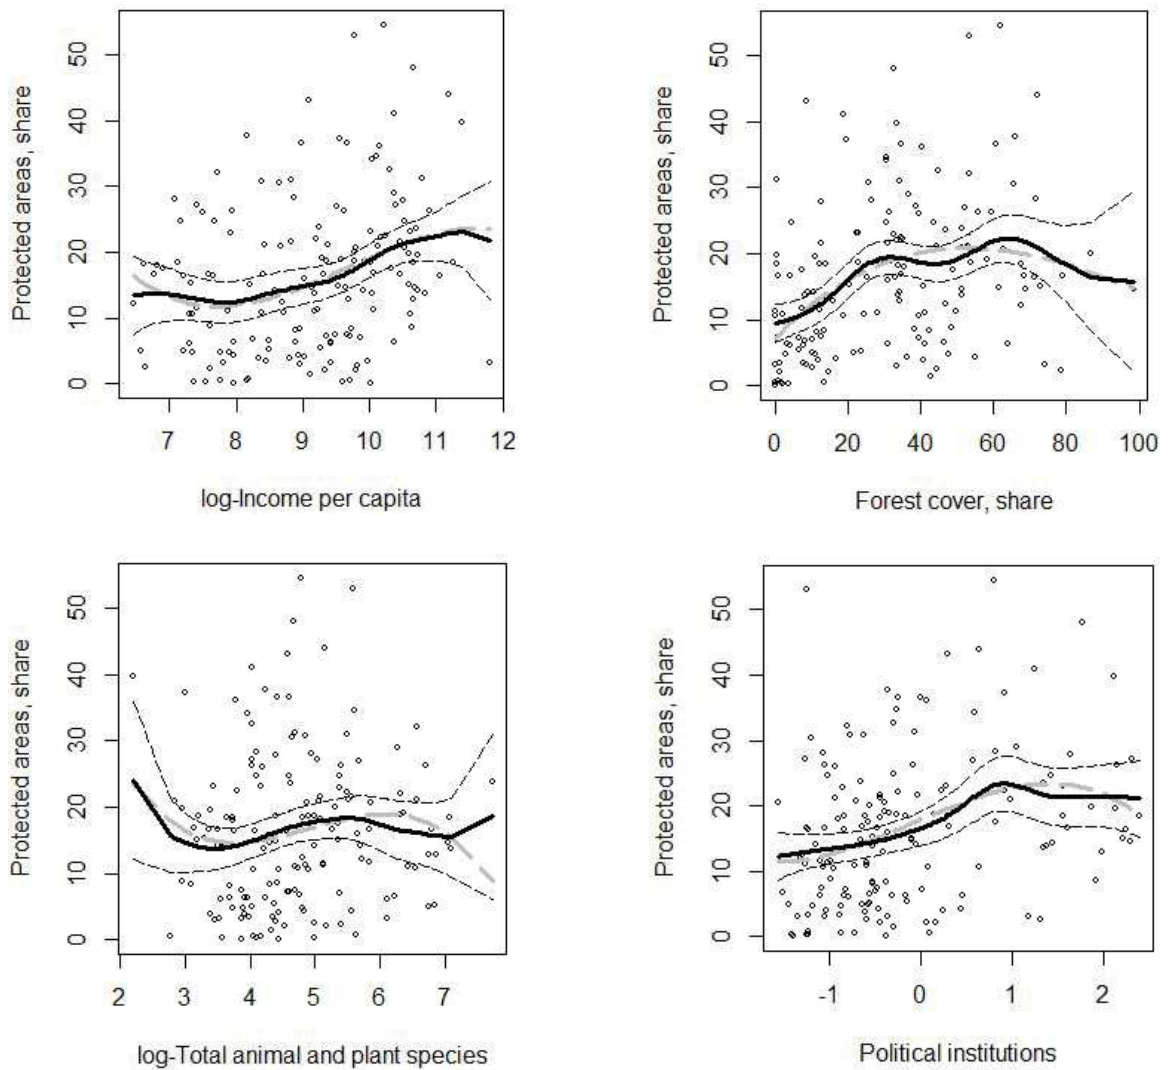 Protected areas, share
50
40
30
20
10
0
7 8 9 10 11 12
log-Income per capita
Protected areas, share
50
40
30
20
10
0
0 20 40 60 80 100
Forest cover, share
Protected areas, share
50
40
30
20
10
0
2 3 4 5 6 7
log-Total animal and plant species
Protected areas, share
50
40
30
20
10
0
-1 0 1 2
Political institutions